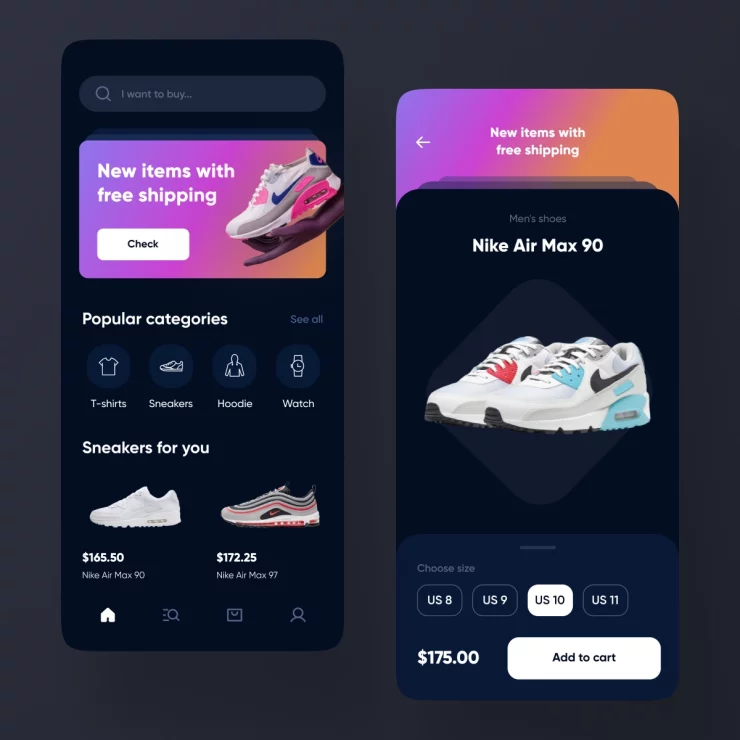 I want to buy...
New items with
free shipping
Check
Popular categories
See all
T-shirts
Sneakers
Hoodie
Watch
Sneakers for you
$165.50
$172.25
Nike Air Max 90
Nike Air Max 97
New items with
free shipping
Men's shoes
Nike Air Max 90
Choose size
US 8
US 9
US 10
US 11
$175.00
Add to cart